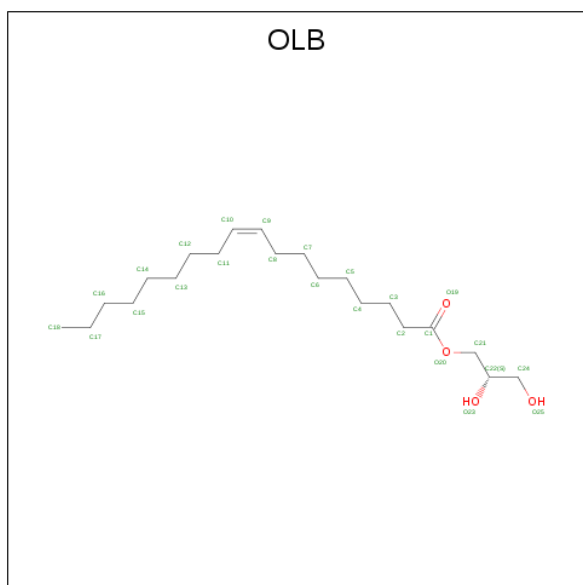 OLB
C10 C9
C12 C7
C11 C8
C14 C5
C13 C6
C16 C3 O19
C15 C4
C18 C2 C1
C17
C21
O20
C22(S) C24
HO OH
O23 O25
O
O